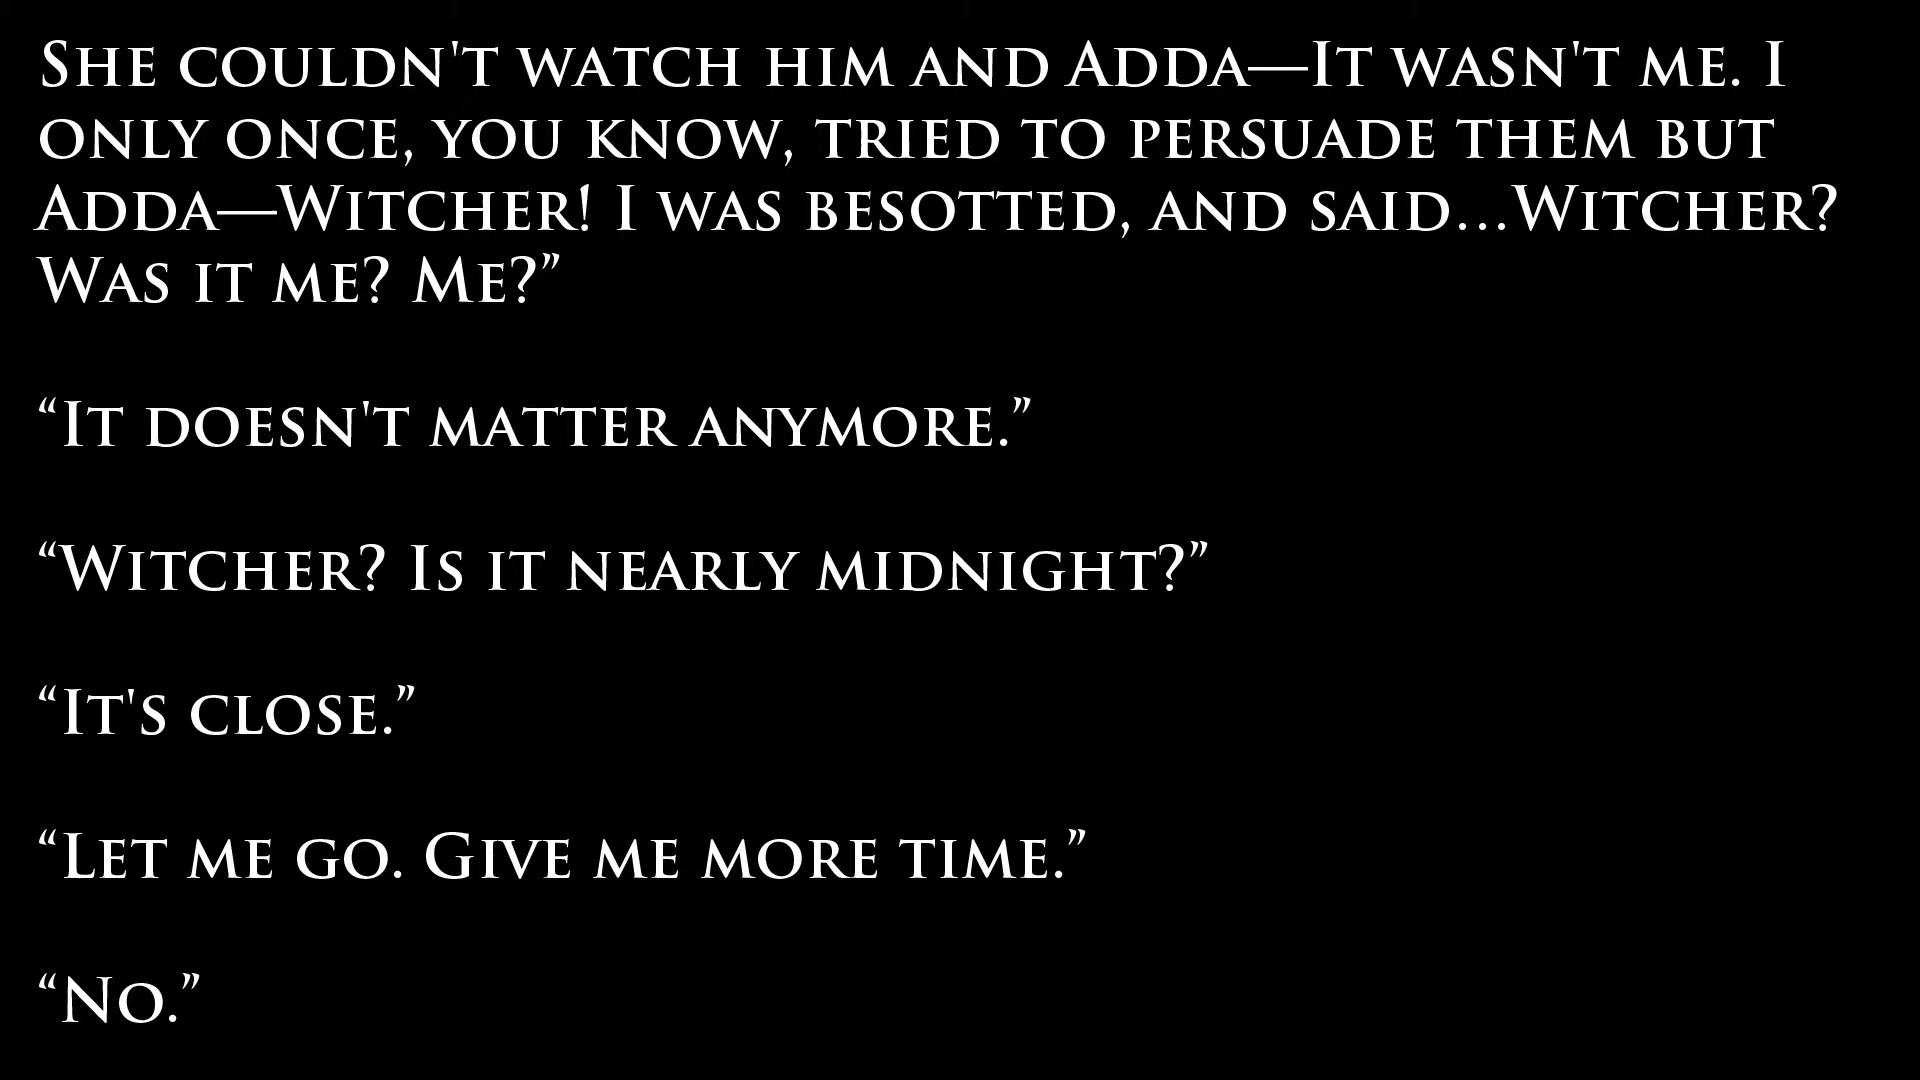 She couldn't watch him and Adda—It wasn't me. I
only once, you know, tried to persuade them but
Adda—Witcher! I was besotted, and said…Witcher?
Was it me? Me?”
“It doesn't matter anymore.”
“Witcher? Is it nearly midnight?”
“It's close.”
“Let me go. Give me more time.”
“No.”